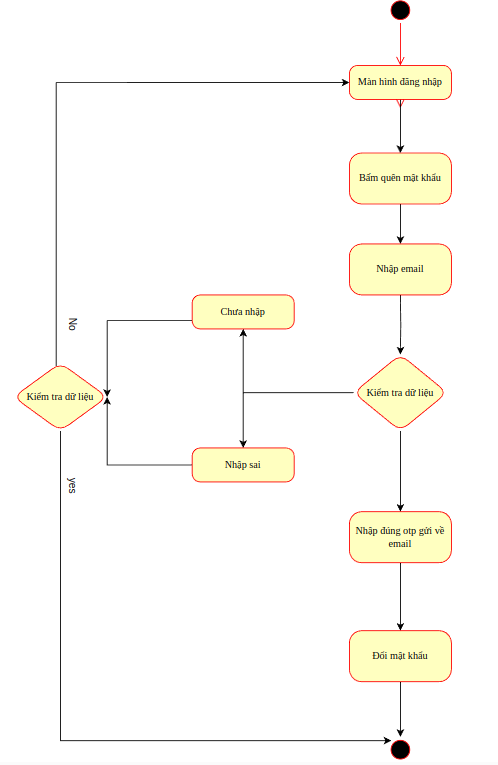 Màn hình đăng nhập
Bấm quên mật khẩu
Nhập email
Chưa nhập
No
Kiểm tra dữ liệu
Kiểm tra dữ liệu
Nhập sai
yes
Nhập đúng otp gửi về
email
Đổi mật khẩu